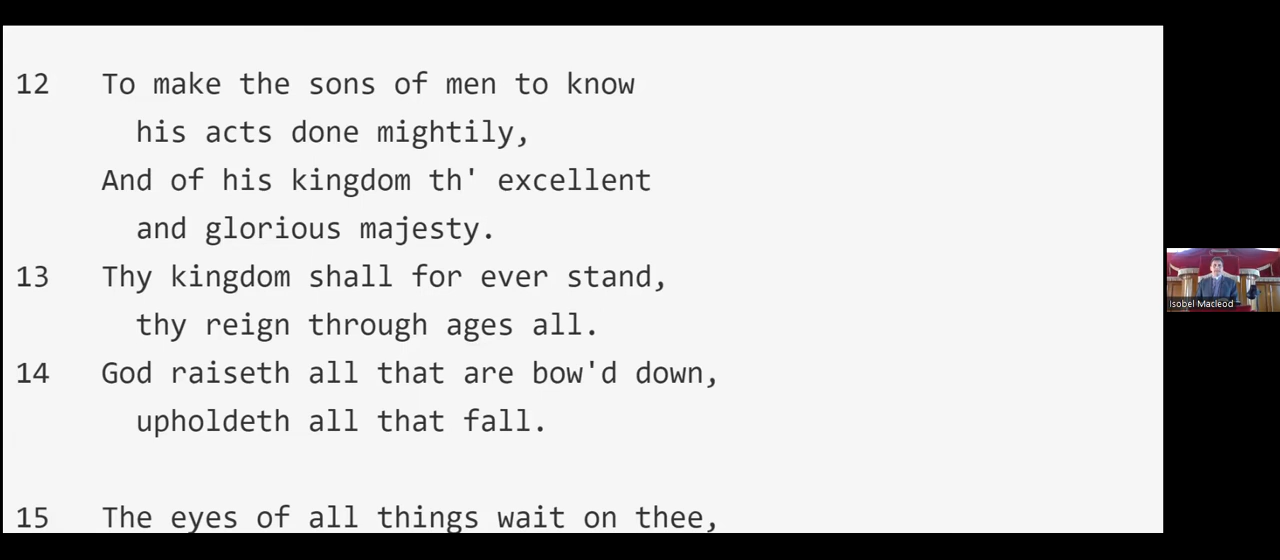 12 To make the sons of men to know
his acts done mightily,
And of his kingdom th' excellent
and glorious majesty.
13 Thy kingdom shall for ever stand,
thy reign through ages all.
14 God raiseth all that are bow'd down,
upholdeth all that fall.
15 The eyes of all things wait on thee,
Isobel Macleod